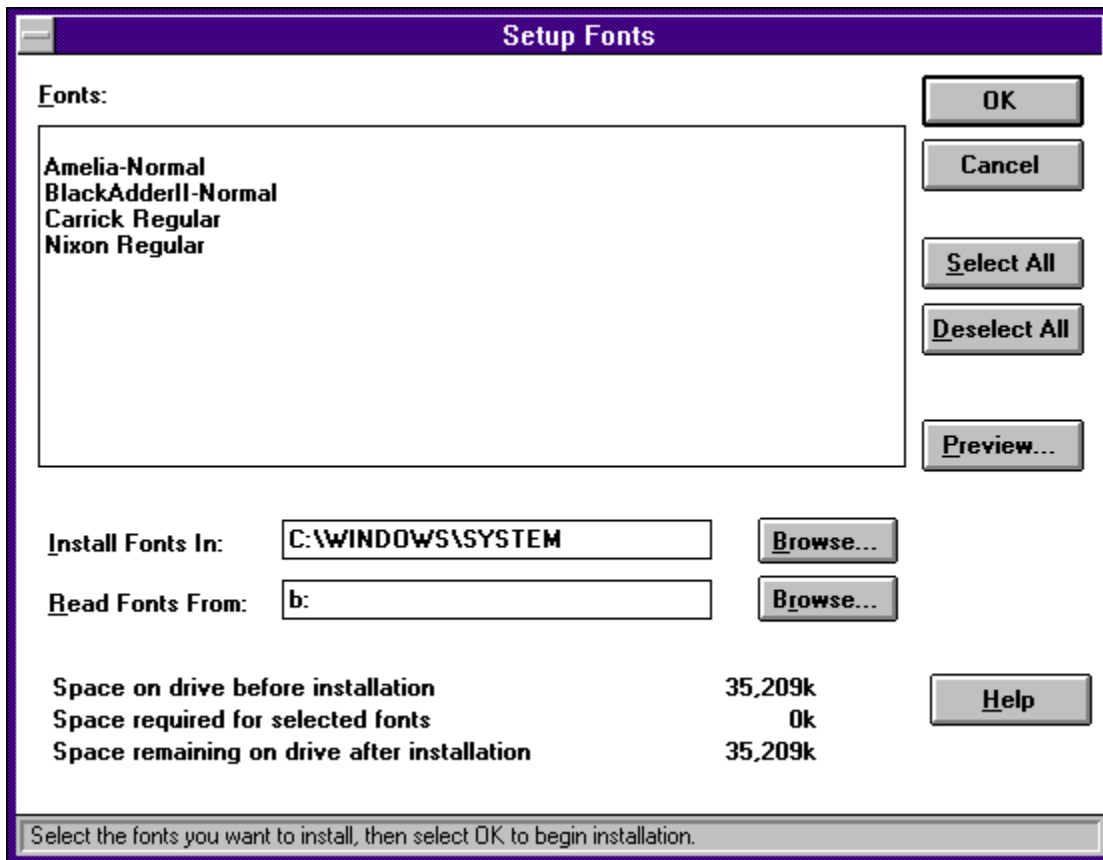 Setup Fonts
Fonts:
OK
Amelia-Normal
BlackAdderII-Normal
Carrick Regular
Nixon Regular
Cancel
Select All
Deselect All
Preview...
Install Fonts In: C:\WINDOWS\SYSTEM Browse...
Read Fonts From: b: Browse...
Space on drive before installation 35,209k
Space required for selected fonts 0k
Space remaining on drive after installation 35,209k
Help
Select the fonts you want to install, then select OK to begin installation.